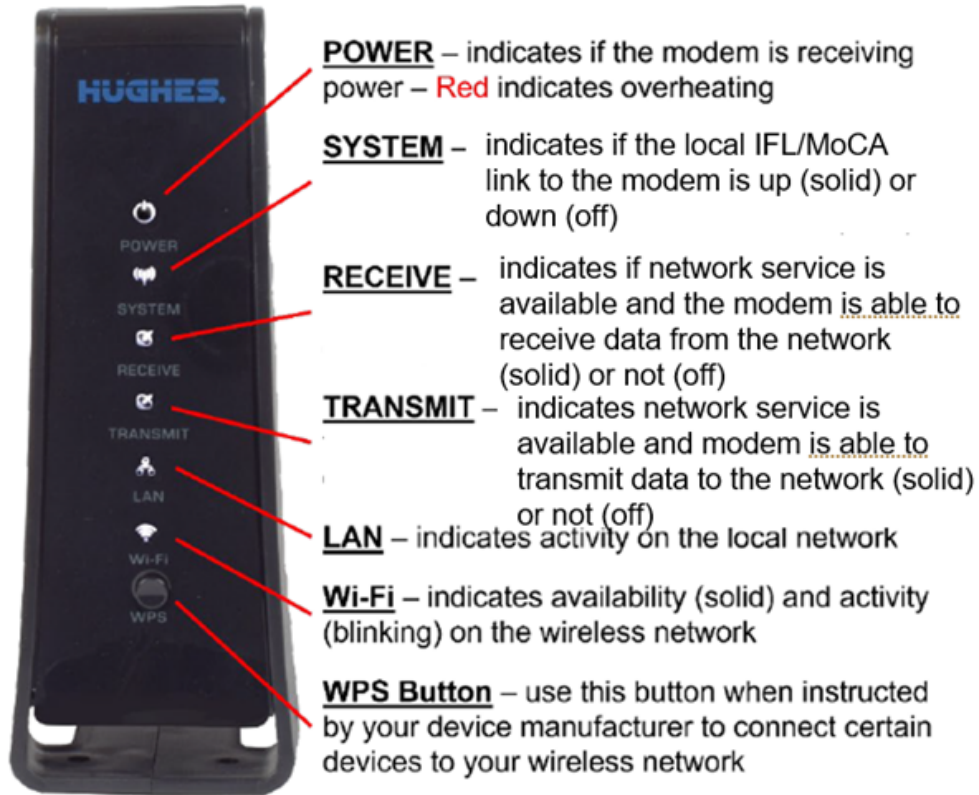 HUGHES.
POWER
SYSTEM
RECEIVE
TRANSMIT
LAN
Wi-Fi
WPS
POWER – indicates if the modem is receiving
power – Red indicates overheating
SYSTEM – indicates if the local IFL/MoCA
link to the modem is up (solid) or
down (off)
RECEIVE – indicates if network service is
available and the modem is able to
receive data from the network
(solid) or not (off)
TRANSMIT – indicates network service is
available and modem is able to
transmit data to the network (solid)
or not (off)
LAN – indicates activity on the local network
Wi-Fi – indicates availability (solid) and activity
(blinking) on the wireless network
WPS Button – use this button when instructed
by your device manufacturer to connect certain
devices to your wireless network